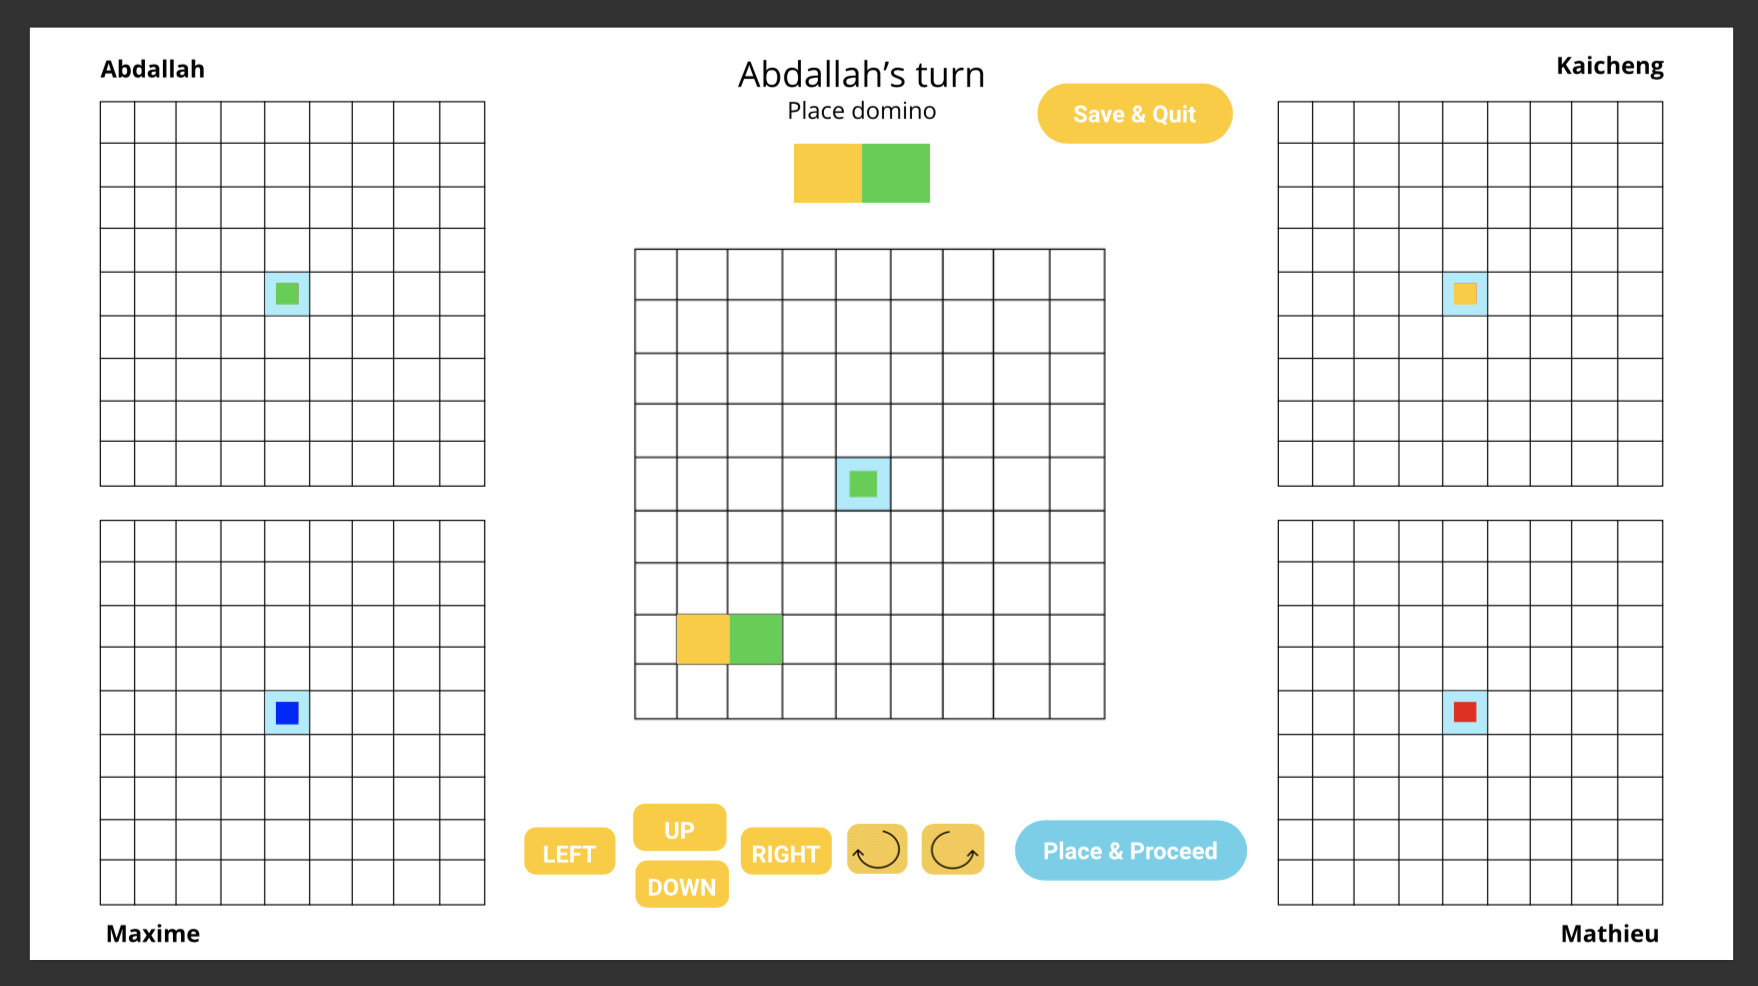 Abdallah
Abdallah’s turn
Place domino
Save & Quit
Kaicheng
LEFT
UP
DOWN
RIGHT
Place & Proceed
Maxime
Mathieu